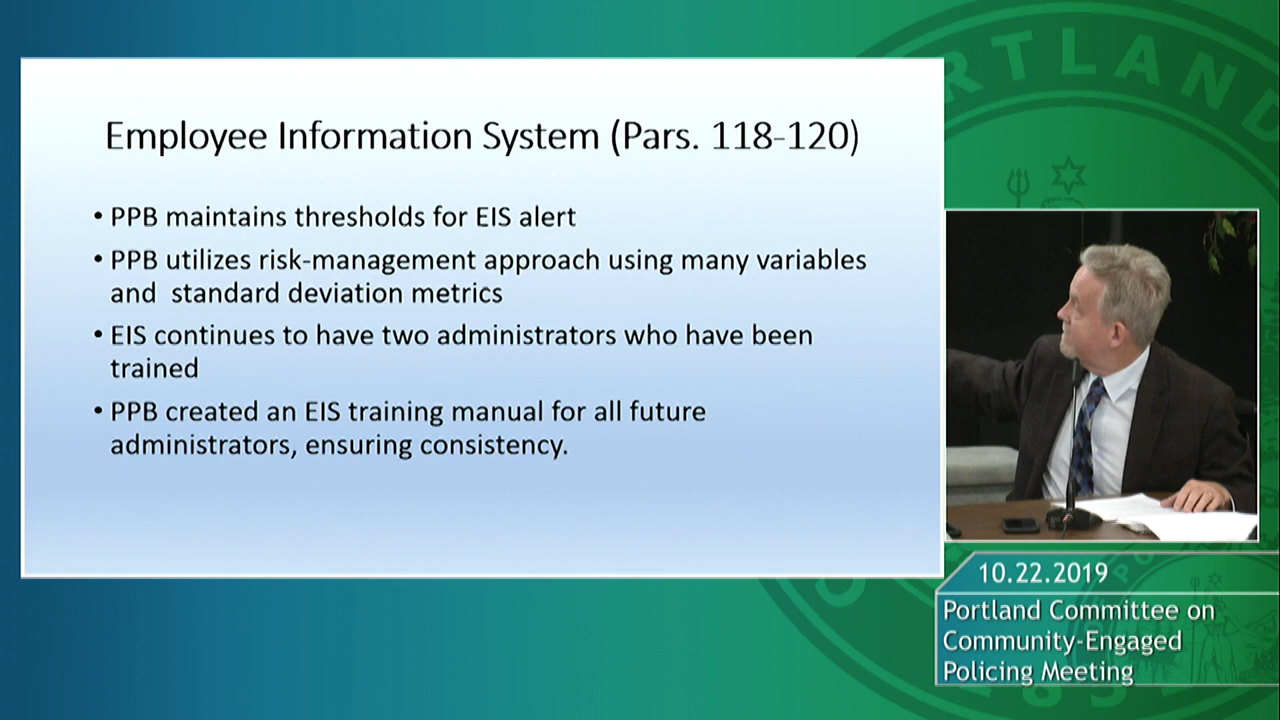 Employee Information System (Pars. 118-120)
• PPB maintains thresholds for EIS alert
• PPB utilizes risk-management approach using many variables
and  standard deviation metrics
• EIS continues to have two administrators who have been
trained
• PPB created an EIS training manual for all future
administrators, ensuring consistency.
PORTLAND
10.22.2019
Portland Committee on
Community-Engaged
Policing Meeting